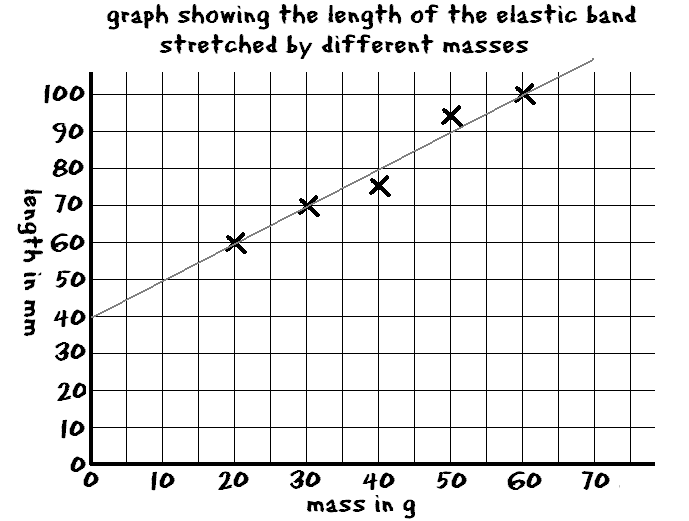 graph showing the length of the elastic band
stretched by different masses
100
90
80
70
60
50
40
30
20
10
0
length in mm
0 10 20 30 40 50 60 70
mass in g